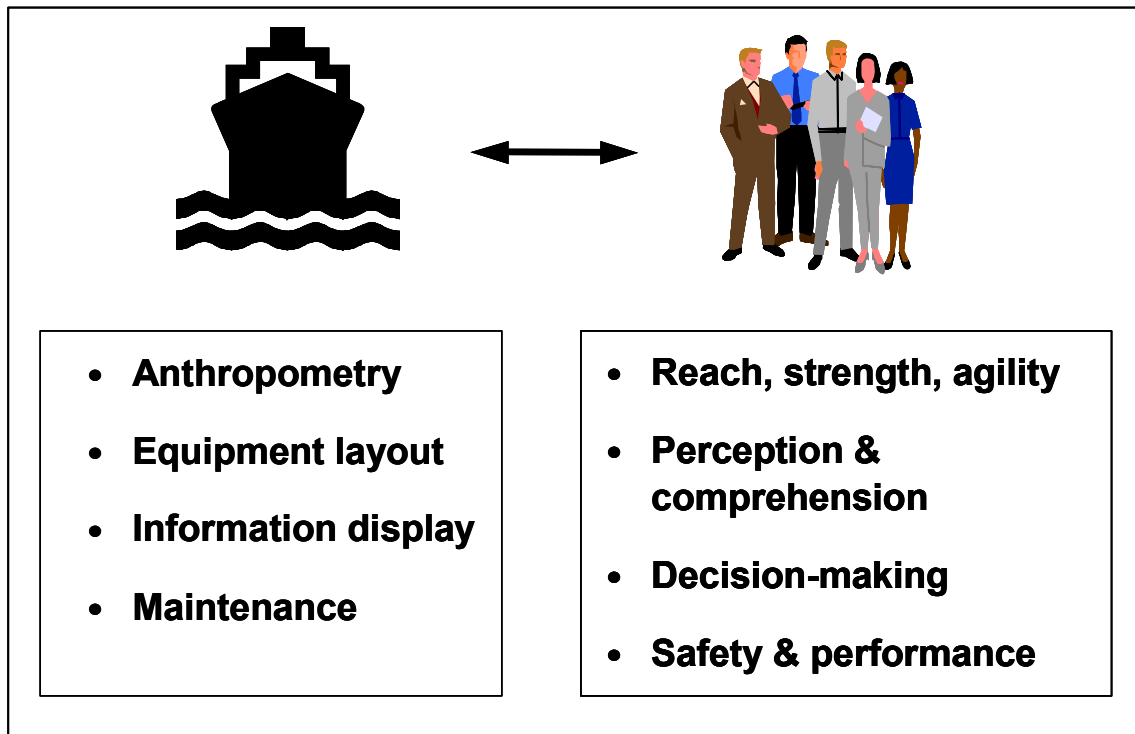 • Anthropometry
• Equipment layout
• Information display
• Maintenance
• Reach, strength, agility
• Perception &
comprehension
• Decision-making
• Safety & performance